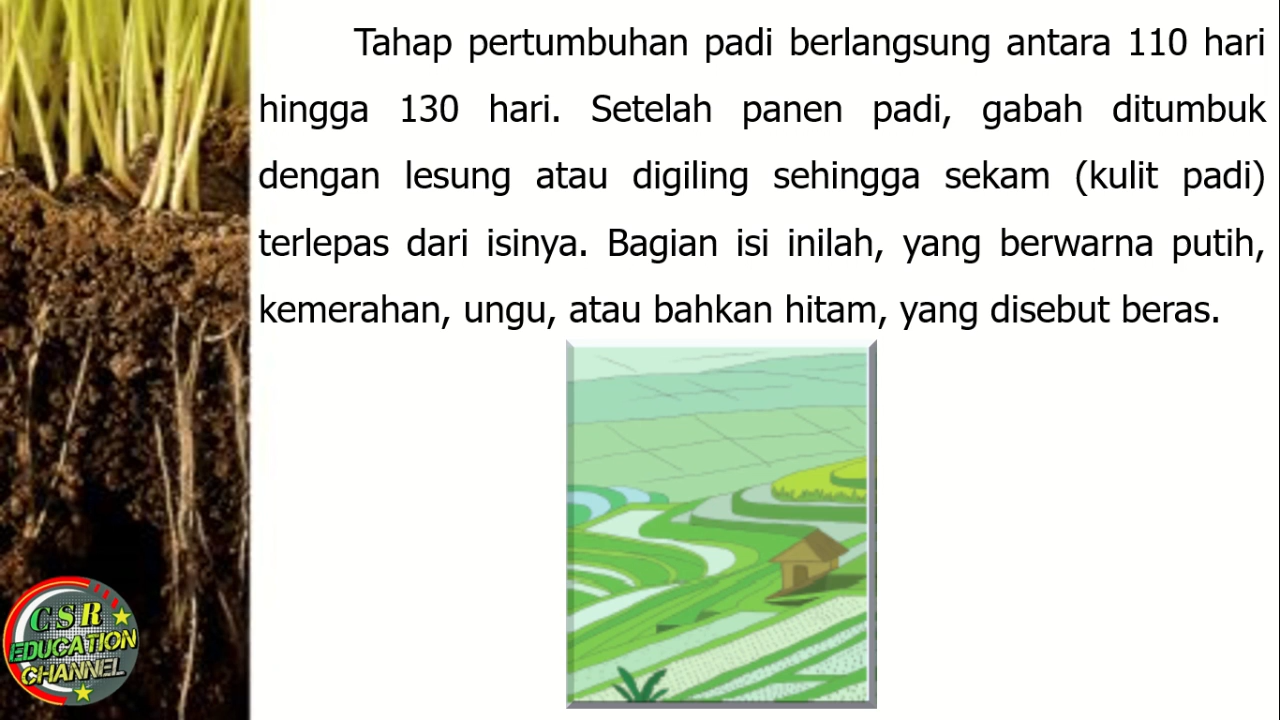 Tahap pertumbuhan padi berlangsung antara 110 hari
hingga 130 hari. Setelah panen padi, gabah ditumbuk
dengan lesung atau digiling sehingga sekam (kulit padi)
terlepas dari isinya. Bagian isi inilah, yang berwarna putih,
kemerahan, ungu, atau bahkan hitam, yang disebut beras.
CSR
EDUCATION
CHANNEL